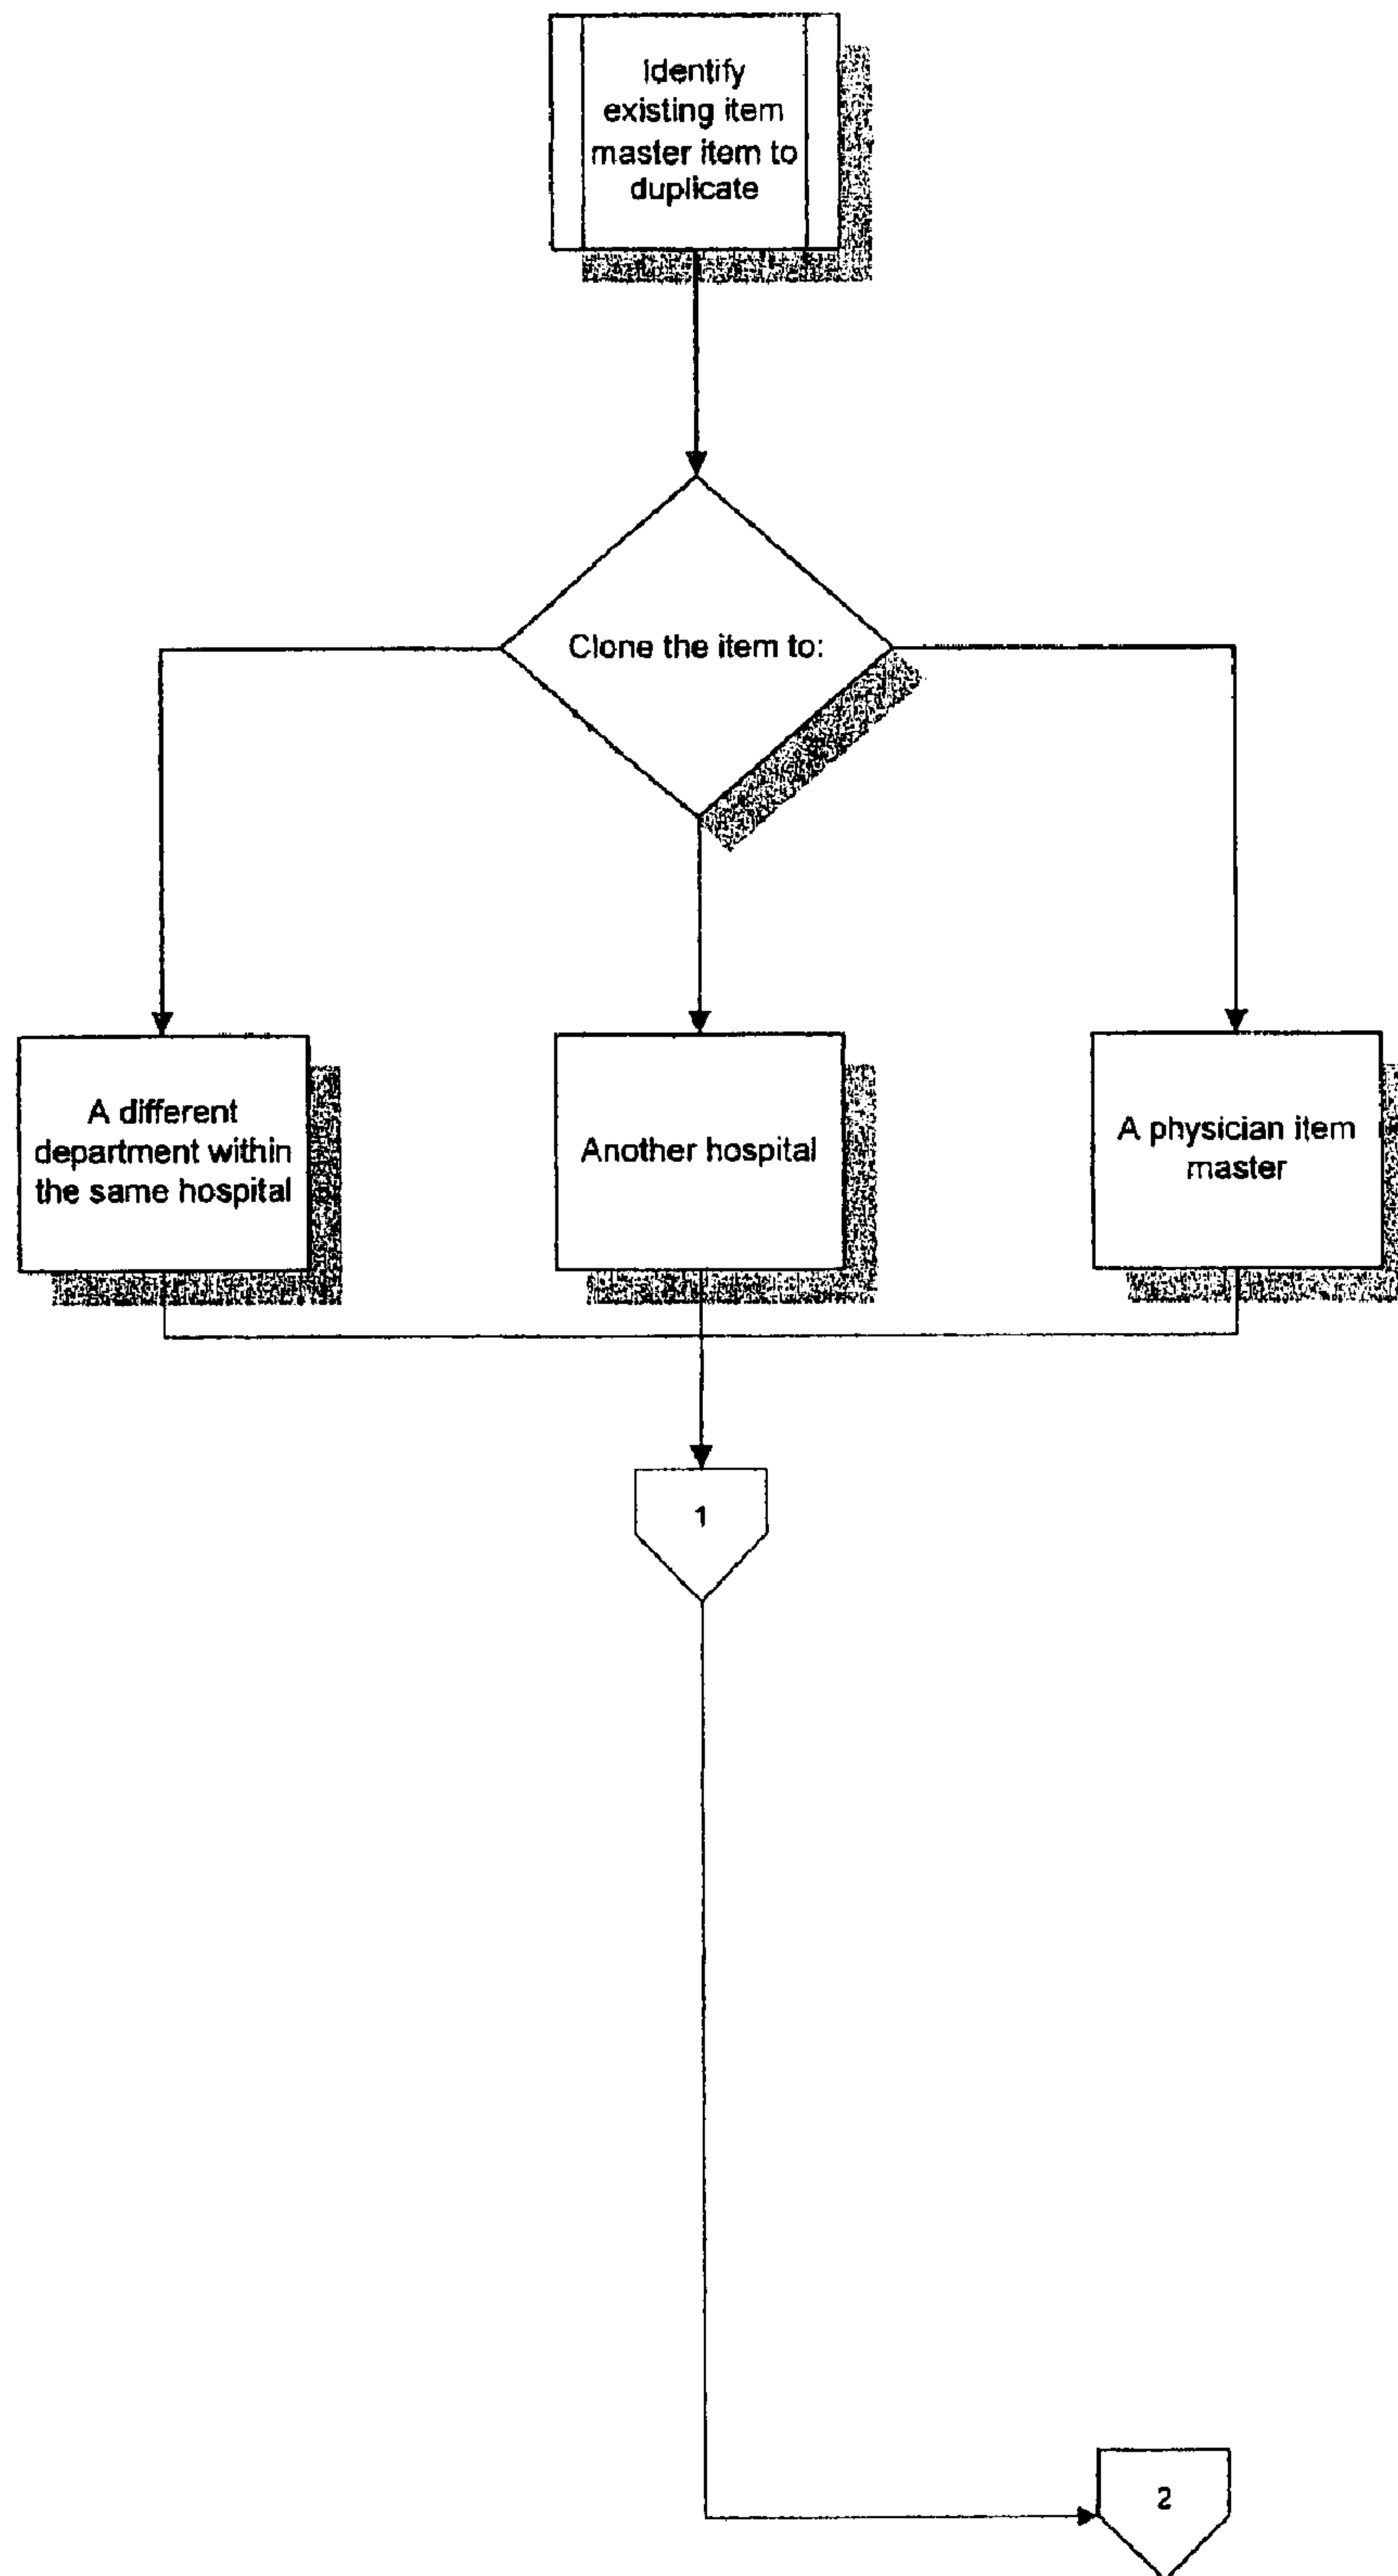 Identify
existing item
master item to
duplicate
Clone the item to:
A different
department within
the same hospital
Another hospital
A physician item
master
1
2